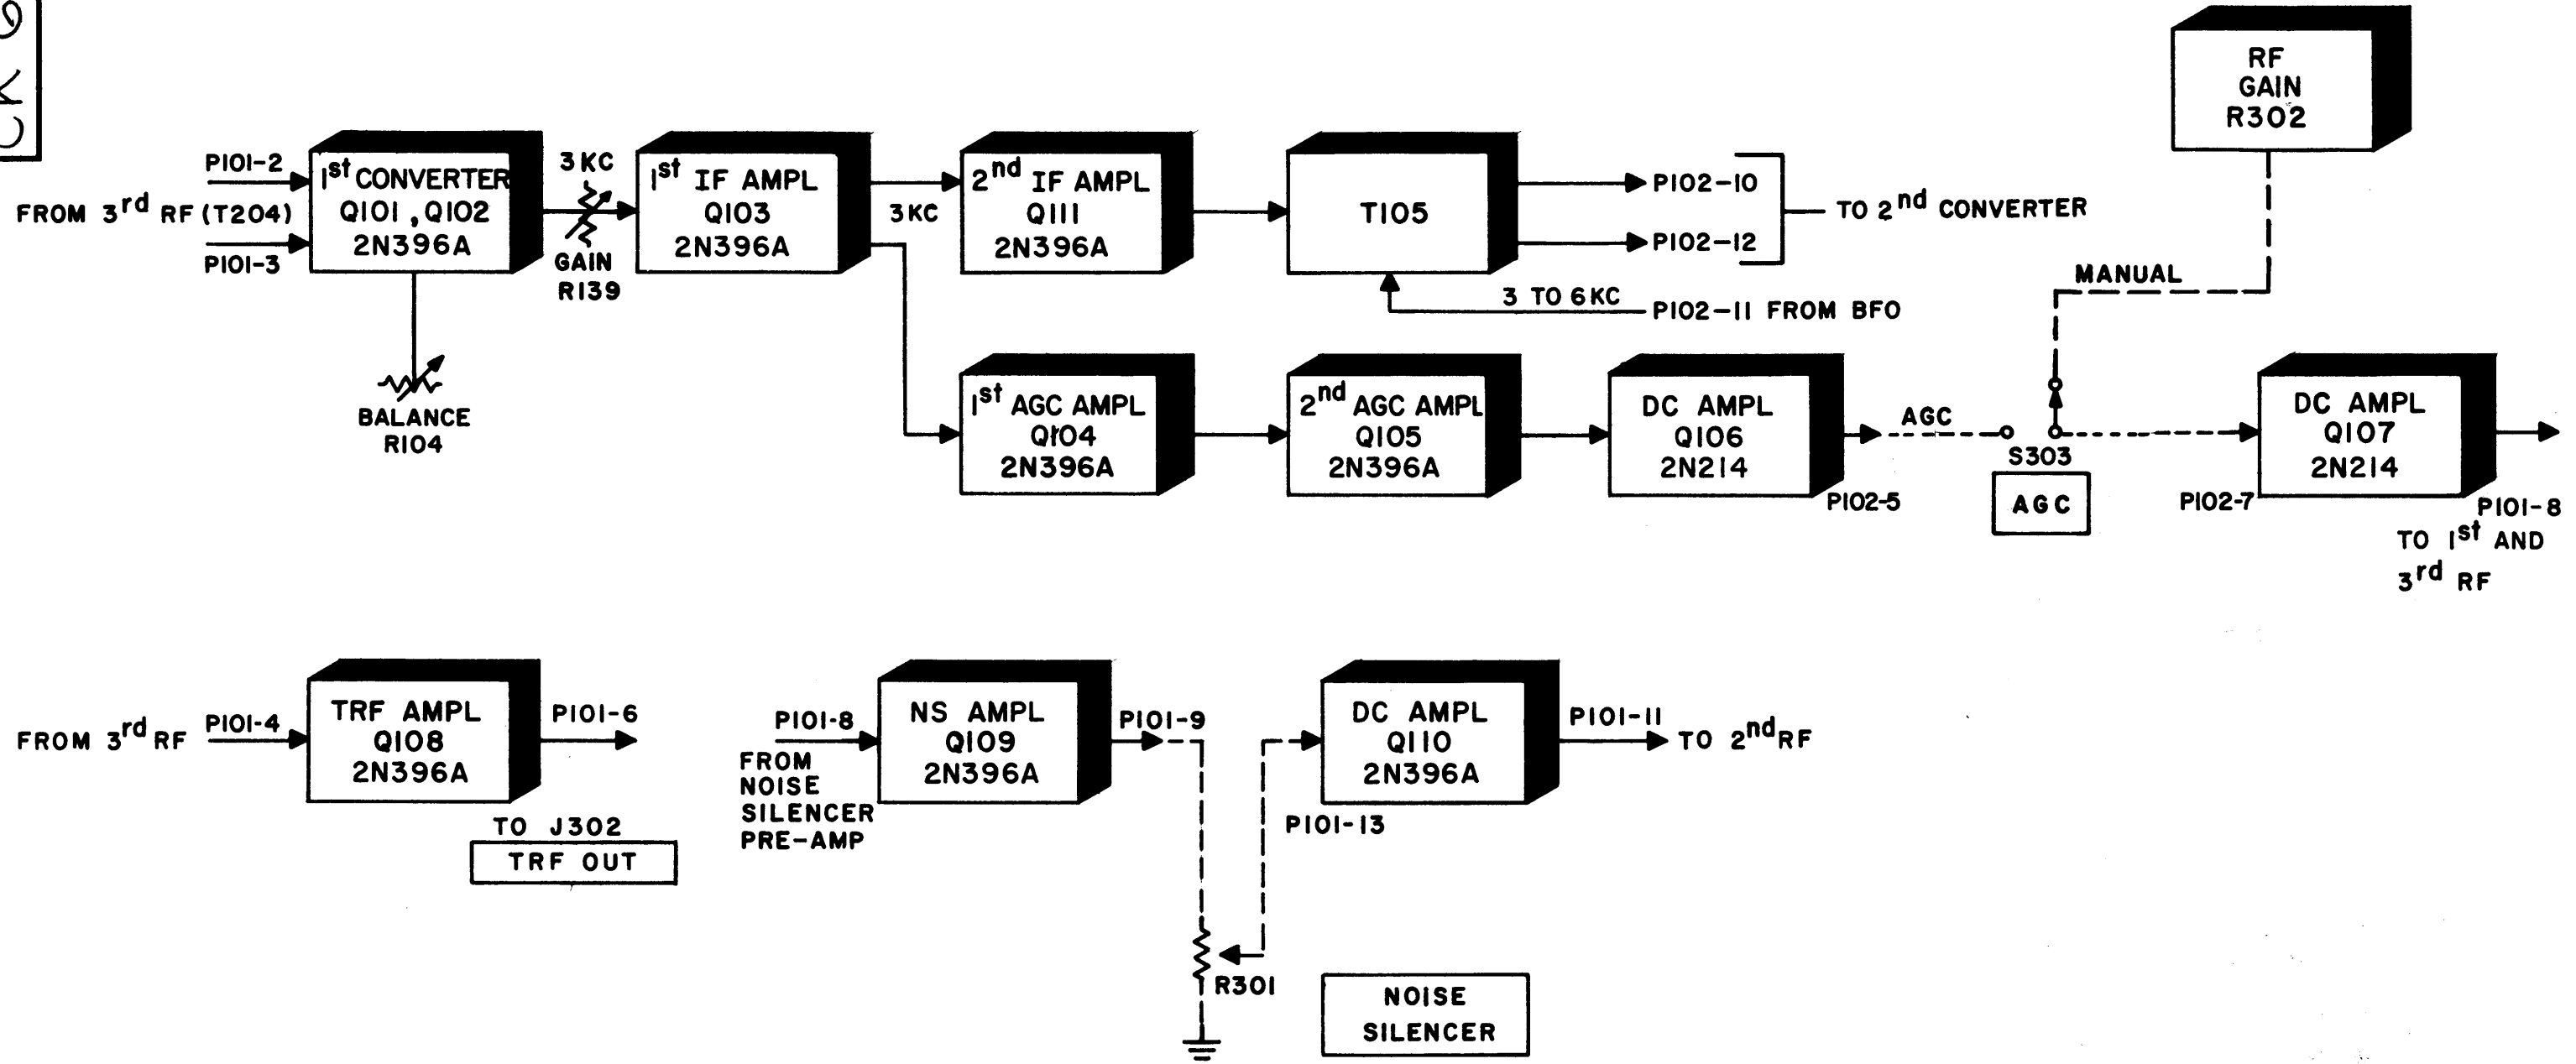 RF
GAIN
R302
P101-2
1st CONVERTER
Q101, Q102
2N396A
FROM 3rd RF (T204)
P101-3
3KC
GAIN
R139
1st IF AMPL
Q103
2N396A
3KC
2nd IF AMPL
Q111
2N396A
T105
P102-10
P102-12
TO 2nd CONVERTER
3 TO 6KC
P102-11 FROM BFO
MANUAL
BALANCE
R104
1st AGC AMPL
Q104
2N396A
2nd AGC AMPL
Q105
2N396A
DC AMPL
Q106
2N214
P102-5
AGC
S303
AGC
P102-7
DC AMPL
Q107
2N214
P101-8
TO 1st AND
3rd RF
FROM 3rd RF
P101-4
TRF AMPL
Q108
2N396A
P101-6
TO J302
TRF OUT
P101-8
FROM
NOISE
SILENCER
PRE-AMP
NS AMPL
Q109
2N396A
P101-9
R301
P101-13
DC AMPL
Q110
2N396A
P101-11
TO 2nd RF
NOISE
SILENCER